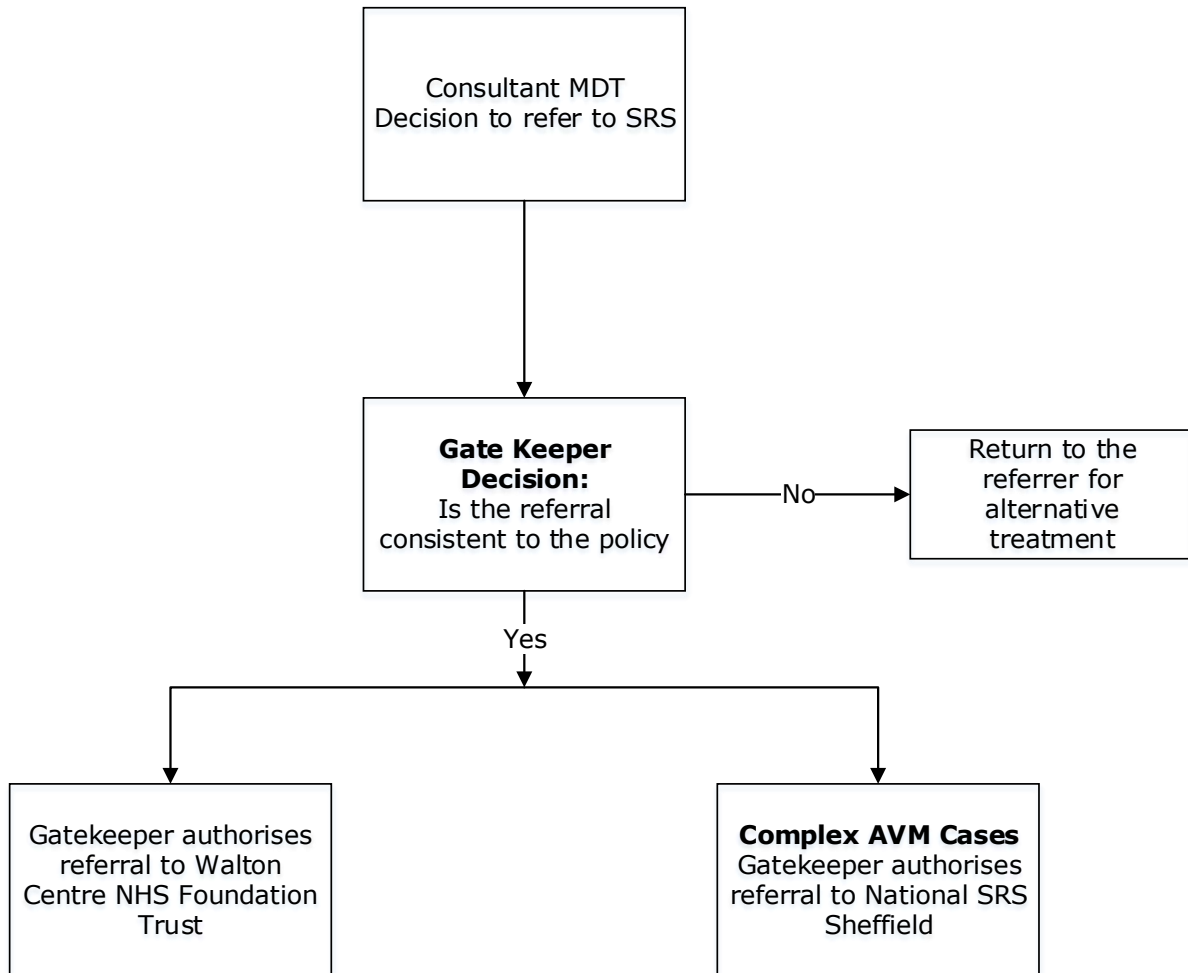 Consultant MDT
Decision to refer to SRS
Gate Keeper
Decision:
Is the referral
consistent to the policy
No
Return to the
referrer for
alternative
treatment
Yes
Gatekeeper authorises
referral to Walton
Centre NHS Foundation
Trust
Complex AVM Cases
Gatekeeper authorises
referral to National SRS
Sheffield